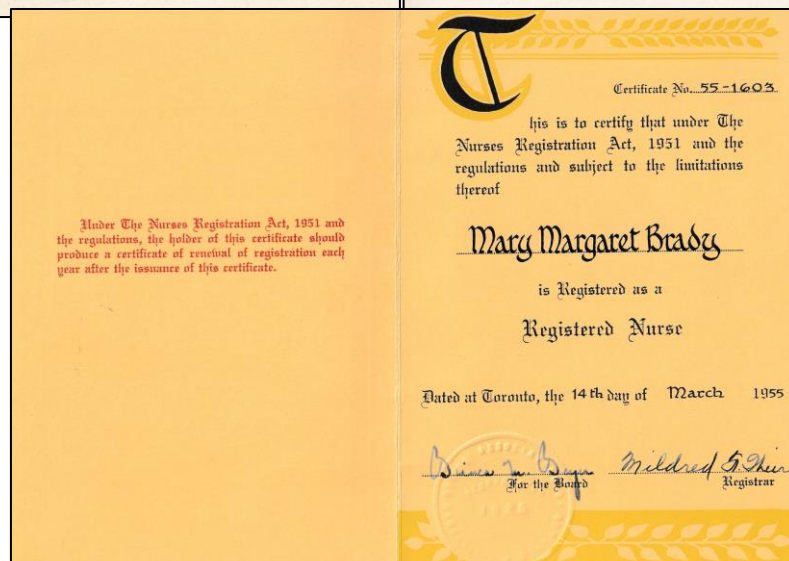 Under The Nurses Registration Act, 1951 and
the regulations, the holder of this certificate should
produce a certificate of renewal of registration each
year after the issuance of this certificate.
Certificate No. 55-1603
This is to certify that under The
Nurses Registration Act, 1951 and the
regulations and subject to the limitations
thereof
Mary Margaret Brady
is Registered as a
Registered Nurse
Dated at Toronto, the 14th day of March 1955
Mildred
For the Board Registrar